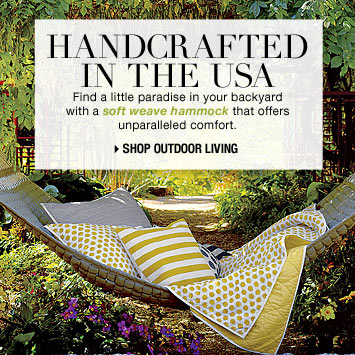 HANDCRAFTED
IN THE USA
Find a little paradise in your backyard
with a soft weave hammock that offers
unparalleled comfort.
SHOP OUTDOOR LIVING